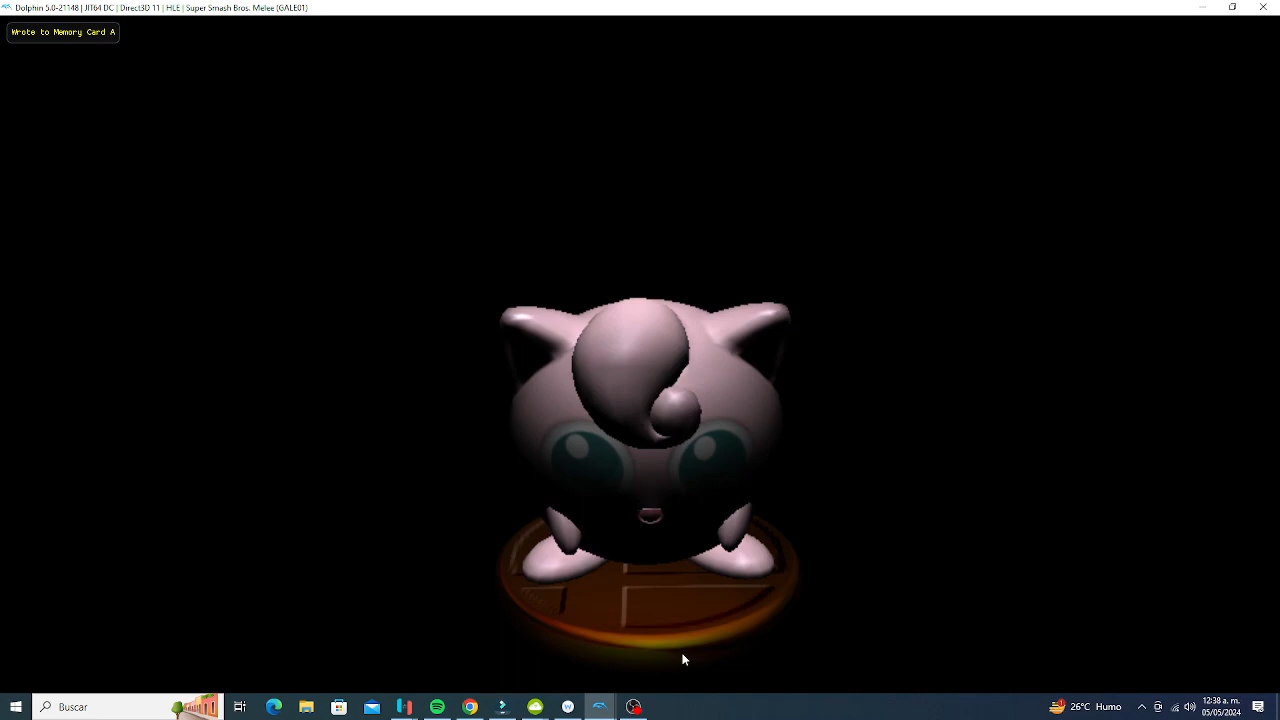 Dolphin 5.0-21148 | JIT64 DC | Direct3D 11 | HLE | Super Smash Bros. Melee (GALE01)
Wrote to Memory Card A
Buscar
26°C Humo
12:38 a. m.
05/05/2024